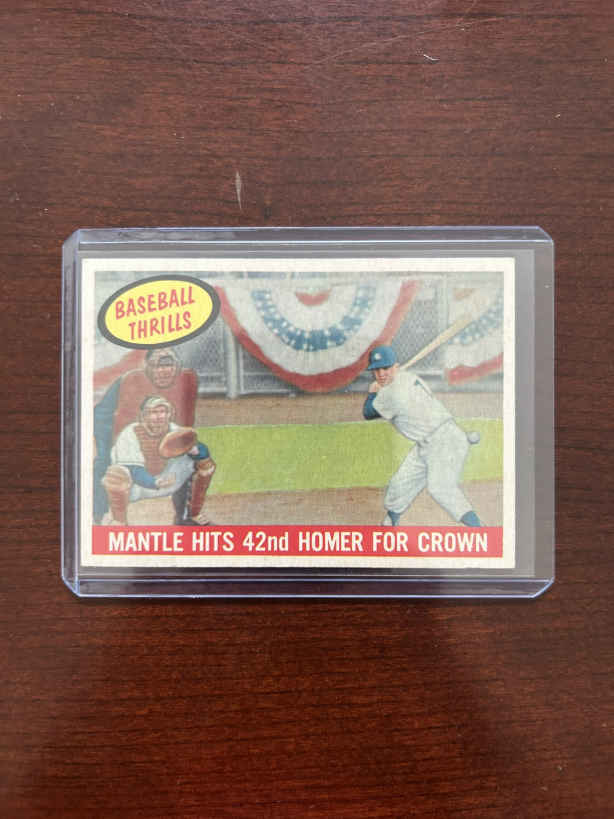 BASEBALL
THRILLS
MANTLE HITS 42nd HOMER FOR CROWN